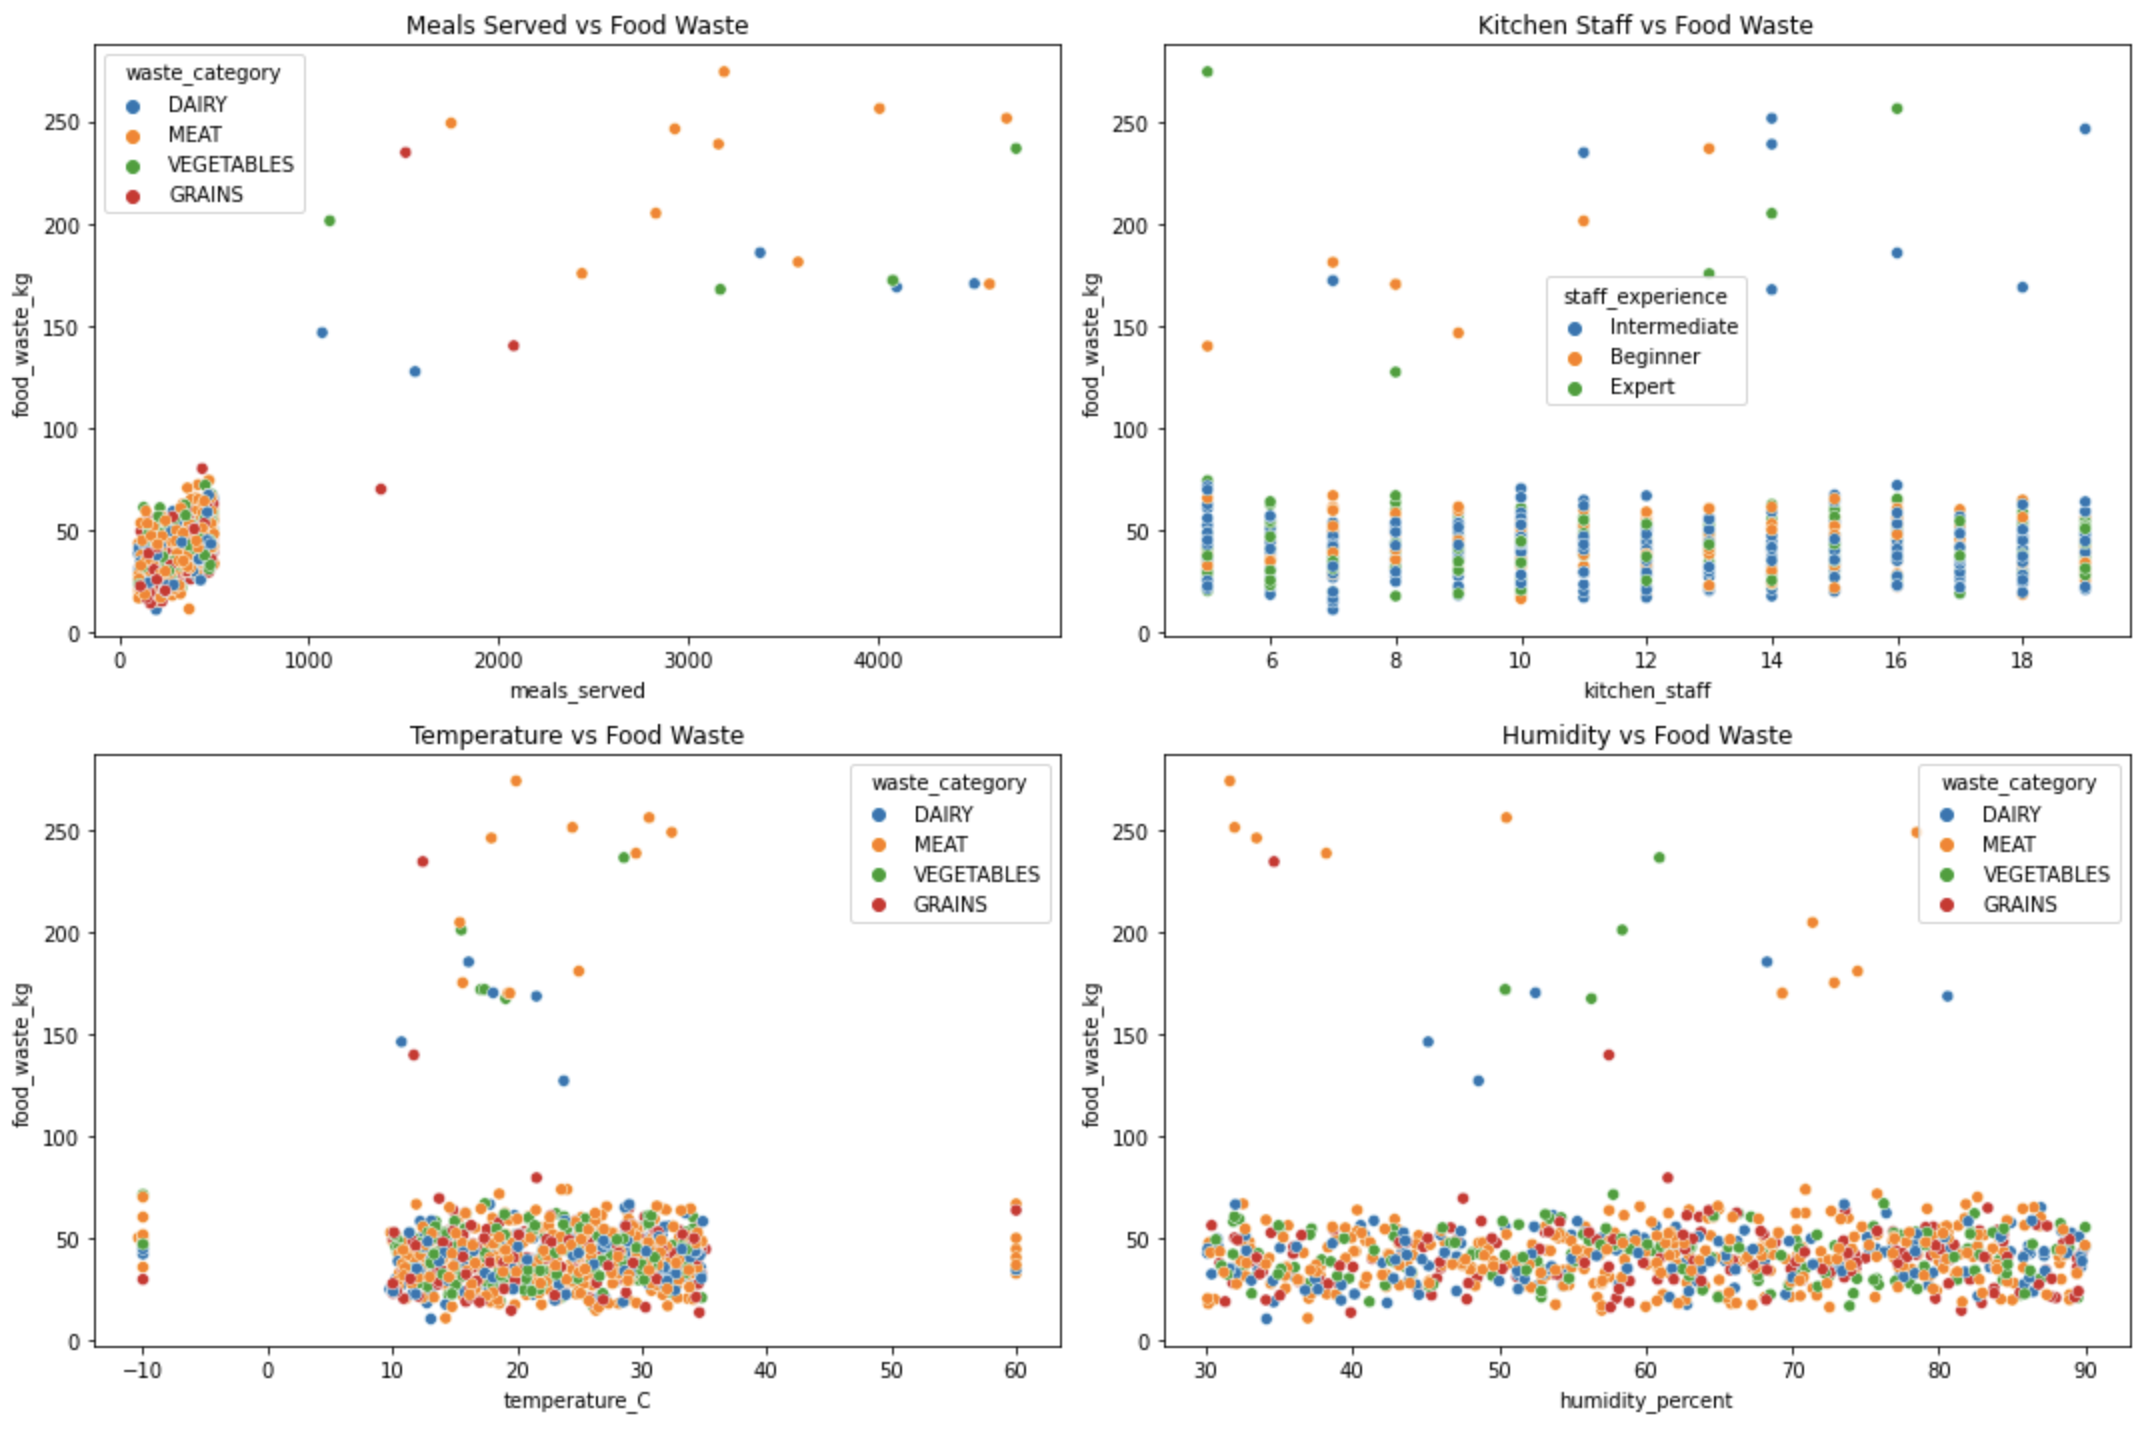 Meals Served vs Food Waste
waste_category
DAIRY
MEAT
VEGETABLES
GRAINS
250
200
150
100
50
0
food_waste_kg
0 1000 2000 3000 4000
meals_served
Kitchen Staff vs Food Waste
250
200
150
100
50
0
food_waste_kg
staff_experience
Intermediate
Beginner
Expert
6 8 10 12 14 16 18
kitchen_staff
Temperature vs Food Waste
waste_category
DAIRY
MEAT
VEGETABLES
GRAINS
250
200
150
100
50
0
food_waste_kg
−10 0 10 20 30 40 50 60
temperature_C
Humidity vs Food Waste
waste_category
DAIRY
MEAT
VEGETABLES
GRAINS
250
200
150
100
50
0
food_waste_kg
30 40 50 60 70 80 90
humidity_percent